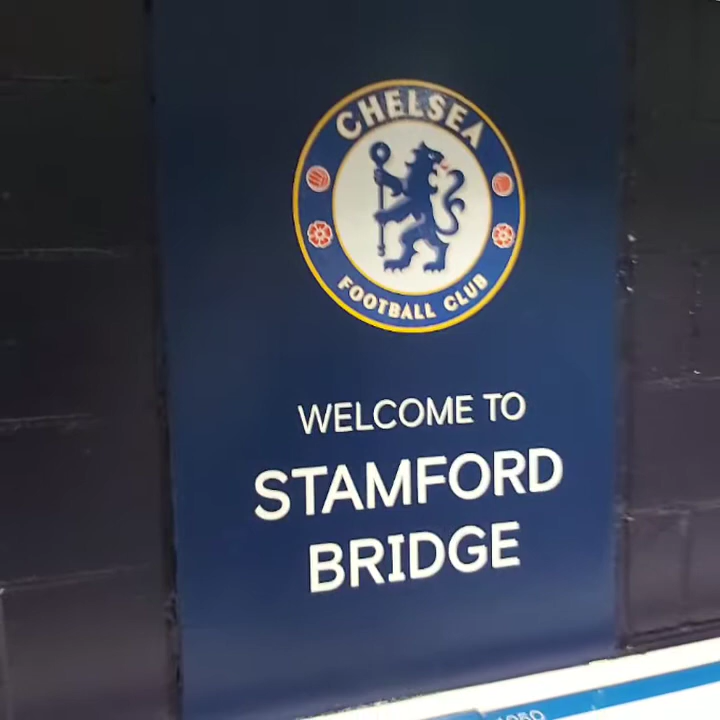 CHELSEA
FOOTBALL CLUB
WELCOME TO
STAMFORD
BRIDGE